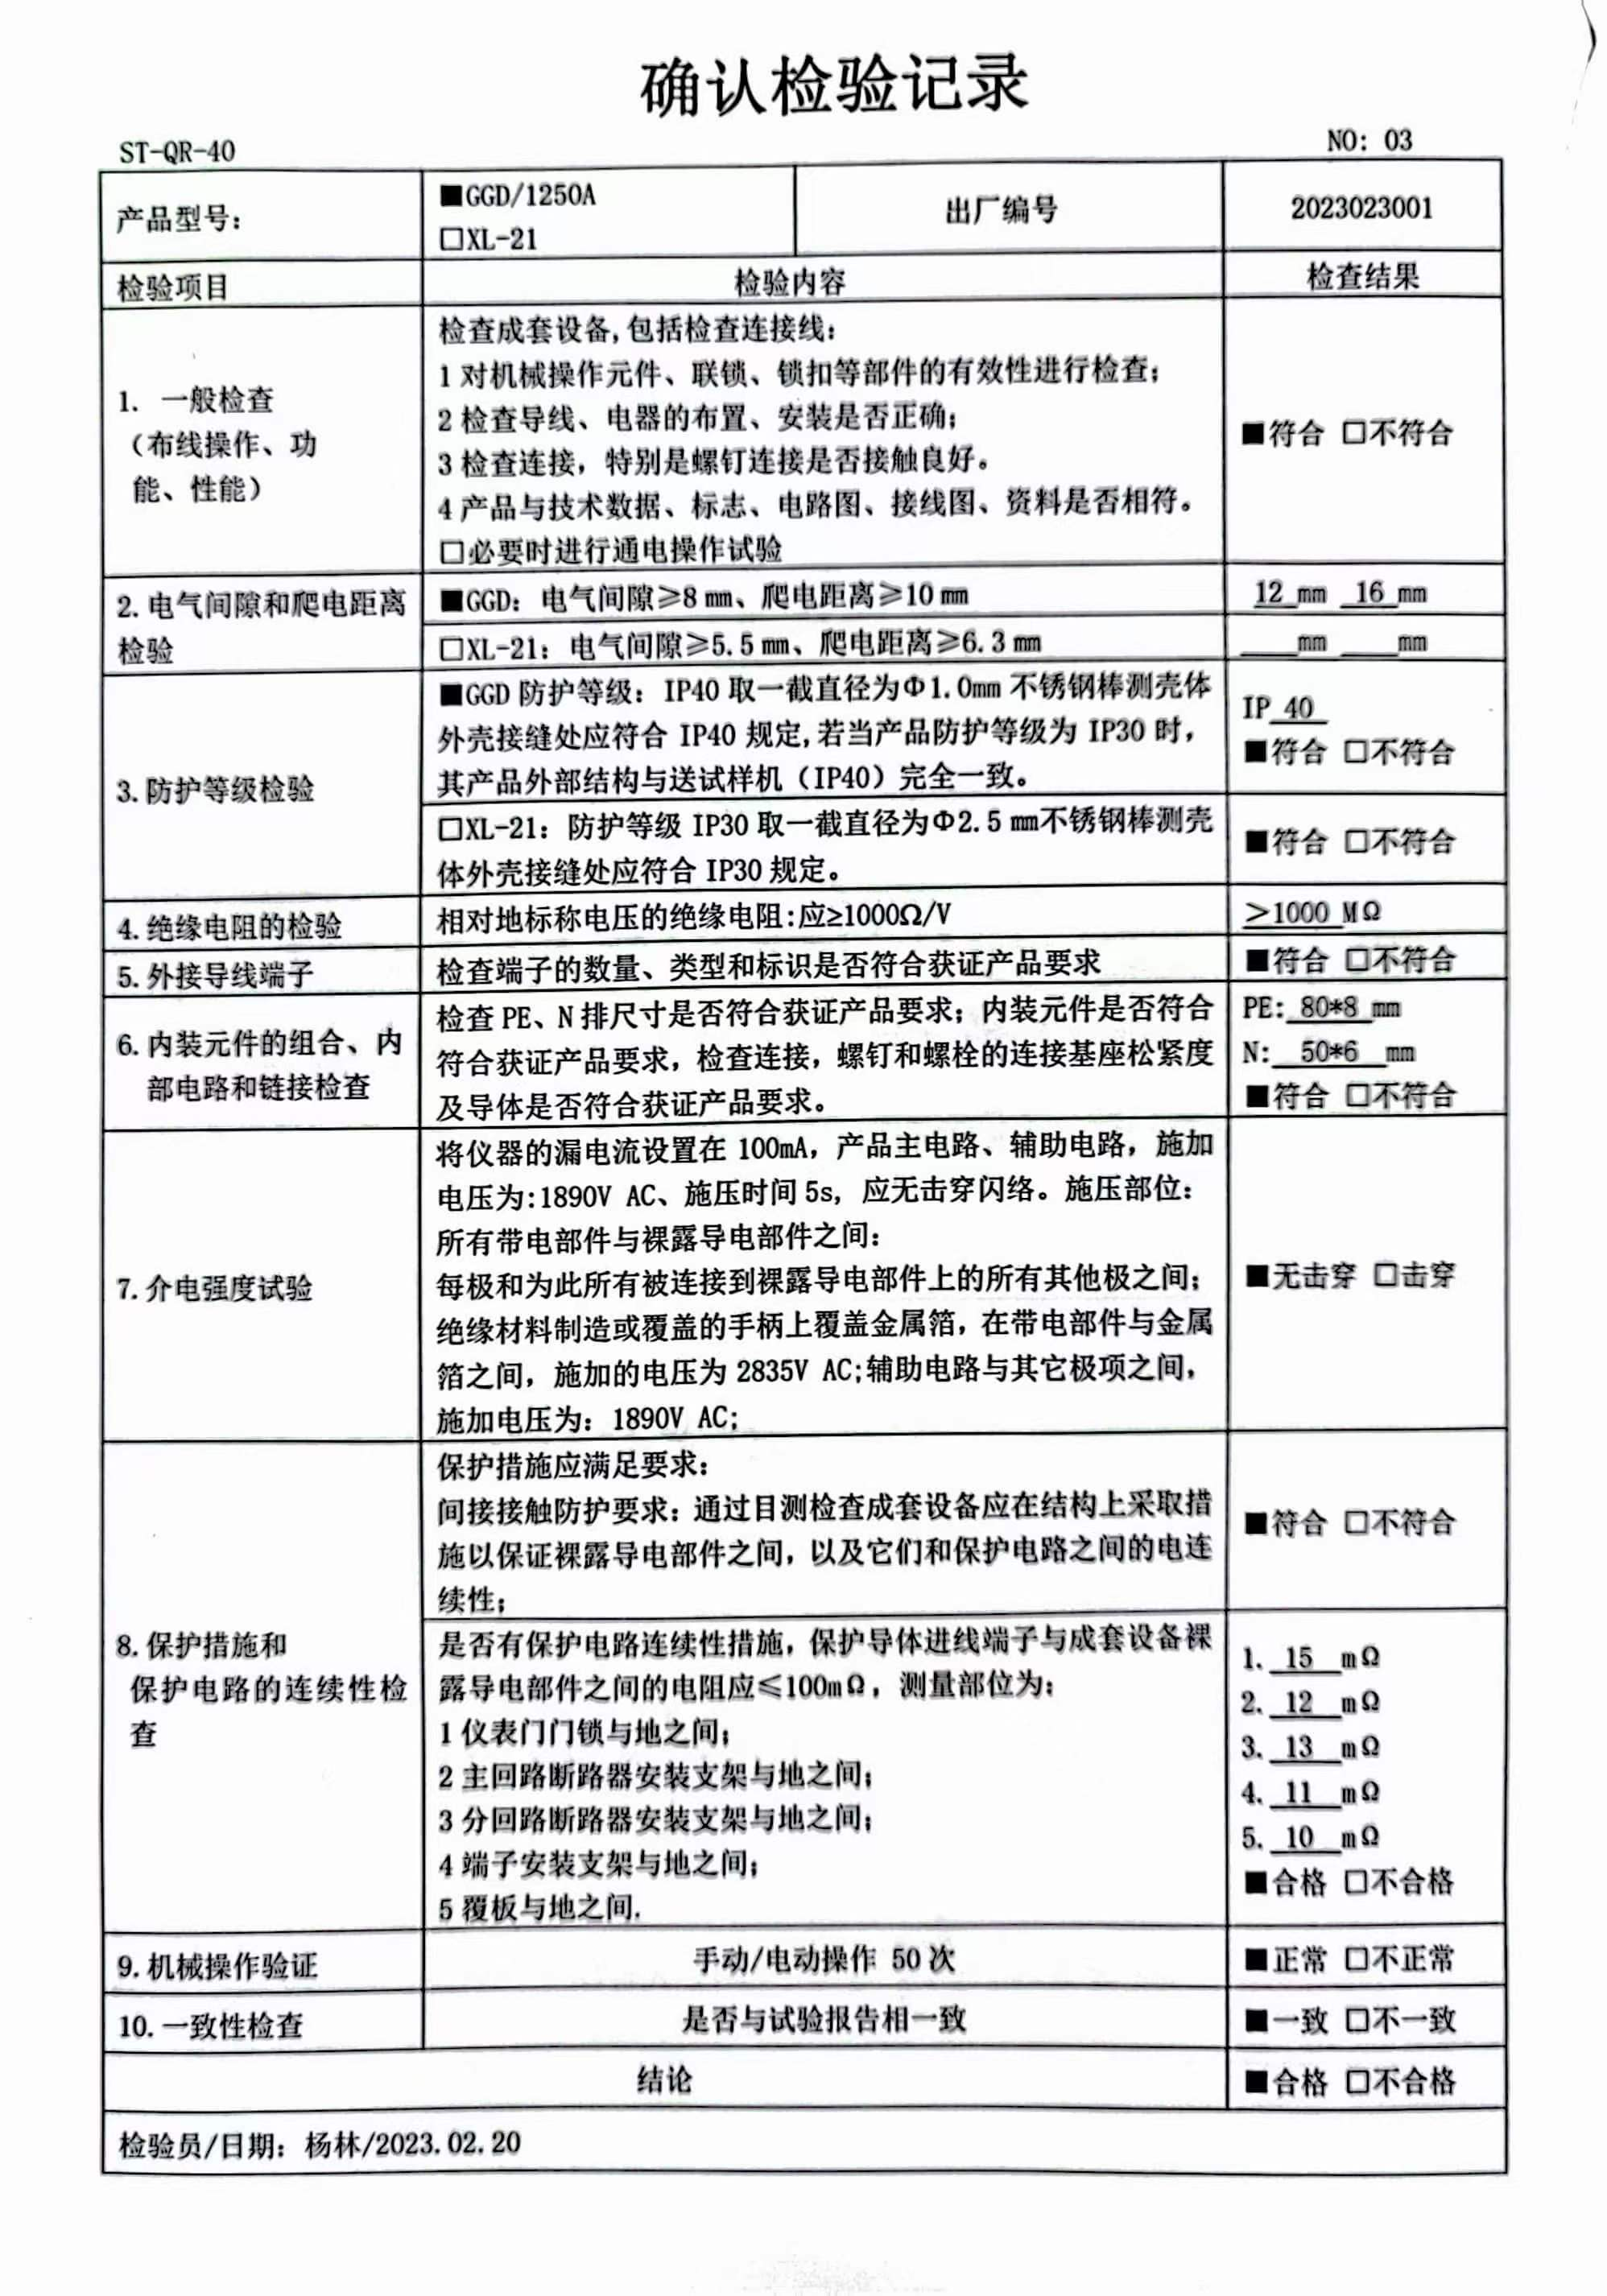 确认检验记录
ST-QR-40
NO: 03
产品型号:
■GGD/1250A
□XL-21
出厂编号
2023023001
检验项目
检验内容
检查结果
1. 一般检查
（布线操作、功
能、性能）
检查成套设备,包括检查连接线:
1 对机械操作元件、联锁、锁扣等部件的有效性进行检查;
2 检查导线、电器的布置、安装是否正确;
3 检查连接，特别是螺钉连接是否接触良好。
4 产品与技术数据、标志、电路图、接线图、资料是否相符。
□必要时进行通电操作试验
■符合 □不符合
2. 电气间隙和爬电距离
检验
■GGD: 电气间隙≥8 mm、爬电距离≥10 mm
12 mm 16 mm
□XL-21: 电气间隙≥5.5 mm、爬电距离≥6.3 mm
____mm ____mm
3. 防护等级检验
■GGD 防护等级: IP40 取一截直径为Φ1.0mm 不锈钢棒测壳体
外壳接缝处应符合 IP40 规定,若当产品防护等级为 IP30 时,
其产品外部结构与送试样机（IP40）完全一致。
IP 40
■符合 □不符合
□XL-21: 防护等级 IP30 取一截直径为Φ2.5 mm不锈钢棒测壳
体外壳接缝处应符合 IP30 规定。
■符合 □不符合
4. 绝缘电阻的检验
相对地标称电压的绝缘电阻:应≥1000Ω/V
>1000 MΩ
5. 外接导线端子
检查端子的数量、类型和标识是否符合获证产品要求
■符合 □不符合
6. 内装元件的组合、内
部电路和链接检查
检查 PE、N 排尺寸是否符合获证产品要求; 内装元件是否符合
符合获证产品要求，检查连接，螺钉和螺栓的连接基座松紧度
及导体是否符合获证产品要求。
PE: 80*8 mm
N: 50*6 mm
■符合 □不符合
7. 介电强度试验
将仪器的漏电流设置在 100mA，产品主电路、辅助电路，施加
电压为:1890V AC、施压时间 5s, 应无击穿闪络。施压部位:
所有带电部件与裸露导电部件之间:
每极和为此所有被连接到裸露导电部件上的所有其他极之间;
绝缘材料制造或覆盖的手柄上覆盖金属箔，在带电部件与金属
箔之间，施加的电压为 2835V AC;辅助电路与其它极项之间,
施加电压为: 1890V AC;
■无击穿 □击穿
8. 保护措施和
保护电路的连续性检
查
保护措施应满足要求:
间接接触防护要求: 通过目测检查成套设备应在结构上采取措
施以保证裸露导电部件之间，以及它们和保护电路之间的电连
续性;
■符合 □不符合
是否有保护电路连续性措施，保护导体进线端子与成套设备裸
露导电部件之间的电阻应≤100mΩ，测量部位为:
1 仪表门门锁与地之间;
2 主回路断路器安装支架与地之间;
3 分回路断路器安装支架与地之间;
4 端子安装支架与地之间;
5 覆板与地之间.
1. 15 mΩ
2. 12 mΩ
3. 13 mΩ
4. 11 mΩ
5. 10 mΩ
■合格 □不合格
9. 机械操作验证
手动/电动操作 50 次
■正常 □不正常
10. 一致性检查
是否与试验报告相一致
■一致 □不一致
结论
■合格 □不合格
检验员/日期: 杨林/2023.02.20